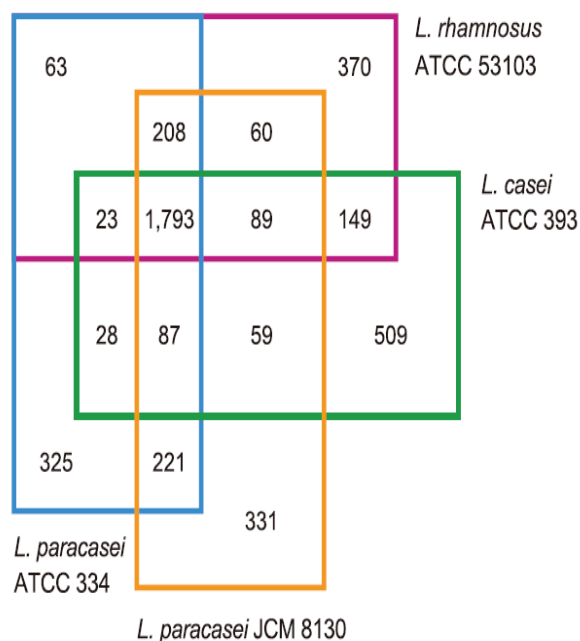 L. rhamnosus
ATCC 53103
63
370
208
60
L. casei
ATCC 393
23
1,793
89
149
28
87
59
509
325
221
331
L. paracasei
ATCC 334
L. paracasei JCM 8130